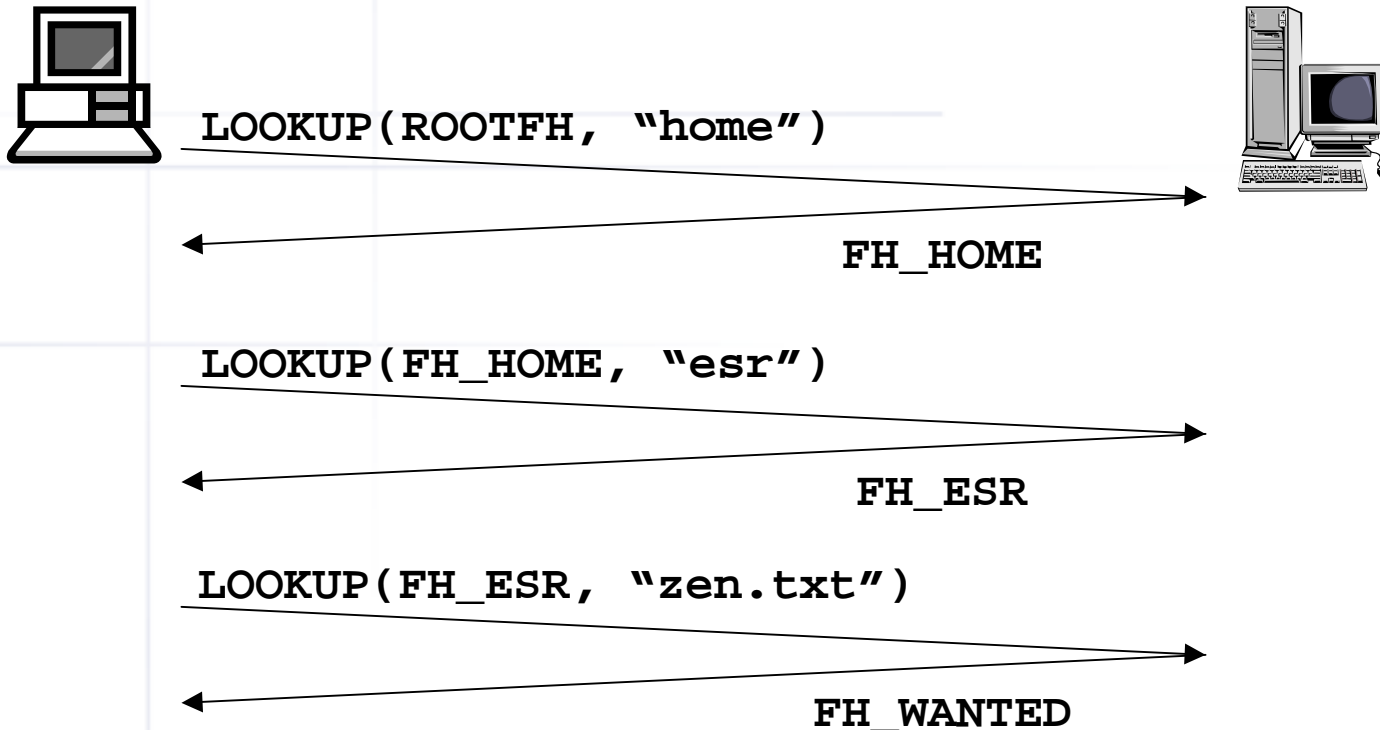 LOOKUP(ROOTFH, “home”)
FH_HOME
LOOKUP(FH_HOME, “esr”)
FH_ESR
LOOKUP(FH_ESR, “zen.txt”)
FH_WANTED